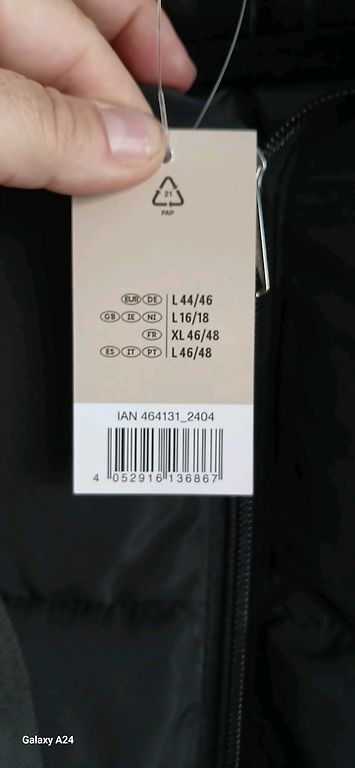 21
PAP
EUR DE L 44/46
GB IE NI L 16/18
FR XL 46/48
ES IT PT L 46/48
IAN 464131_2404
4 052916 136867
Galaxy A24